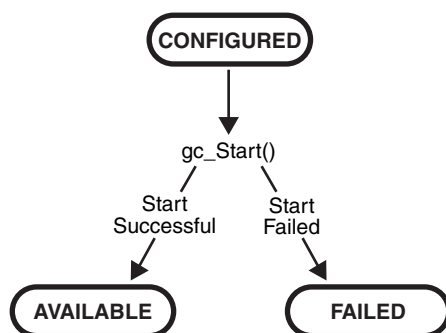 CONFIGURED
gc_Start()
Start
Successful
Start
Failed
AVAILABLE
FAILED